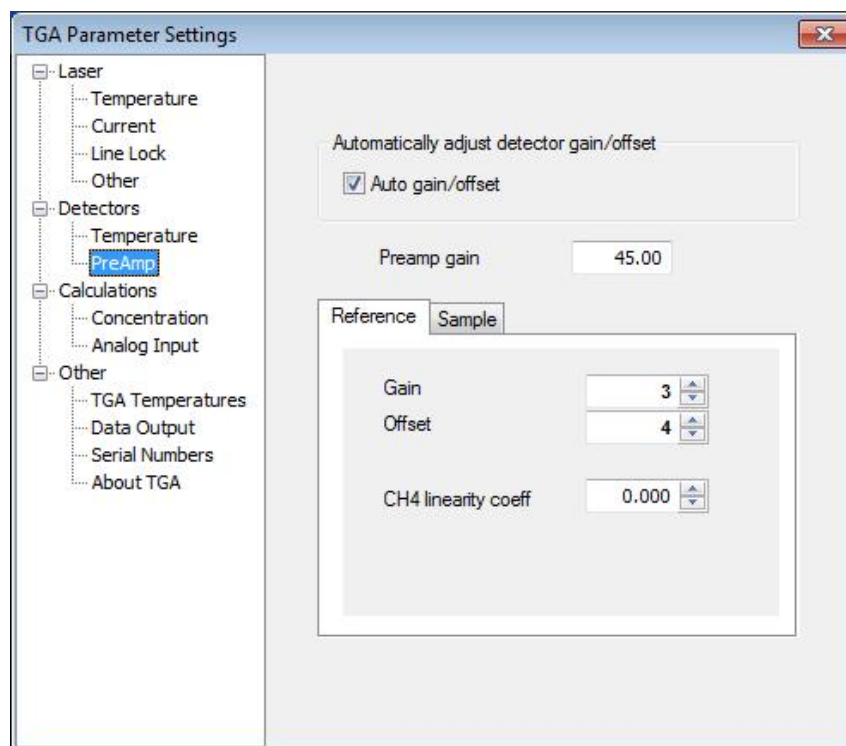 TGA Parameter Settings
Laser
Temperature
Current
Line Lock
Other
Detectors
Temperature
PreAmp
Calculations
Concentration
Analog Input
Other
TGA Temperatures
Data Output
Serial Numbers
About TGA
Automatically adjust detector gain/offset
Auto gain/offset
Preamp gain 45.00
Reference Sample
Gain 3
Offset 4
CH4 linearity coeff 0.000